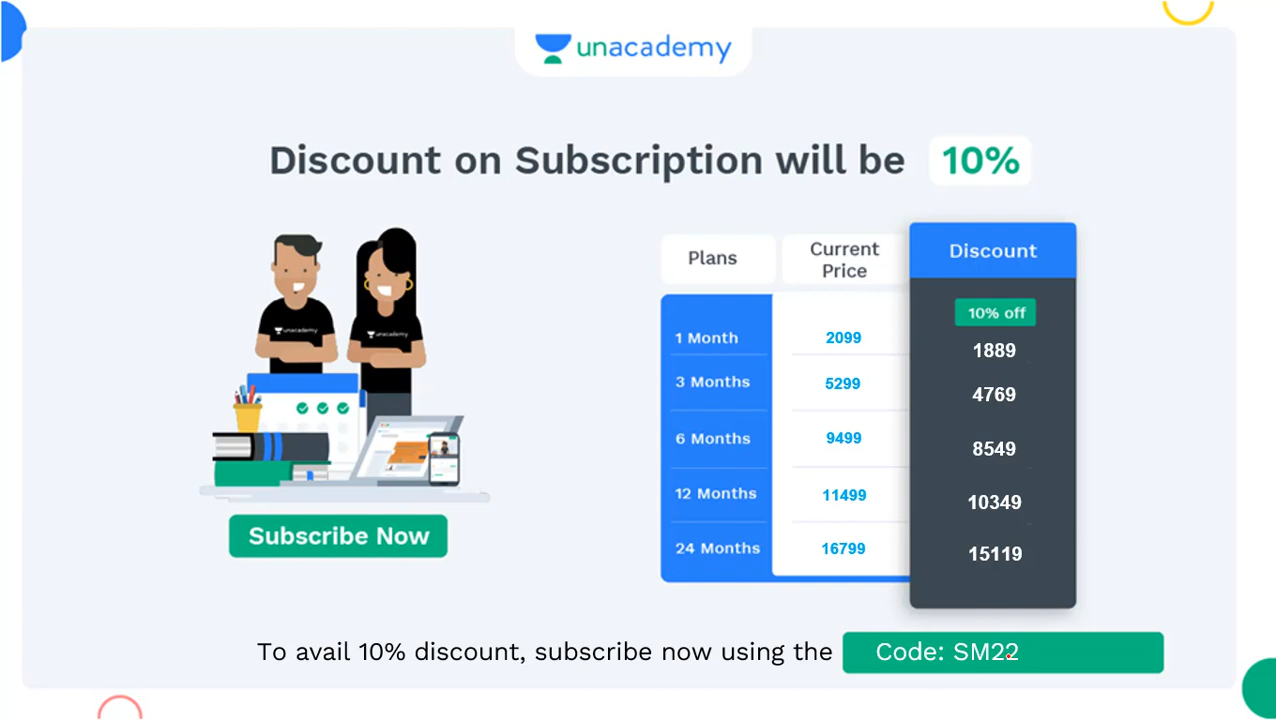 unacademy
Discount on Subscription will be 10%
unacademy
unacademy
Subscribe Now
Plans Current Price Discount
10% off
1 Month 2099 1889
3 Months 5299 4769
6 Months 9499 8549
12 Months 11499 10349
24 Months 16799 15119
To avail 10% discount, subscribe now using the Code: SM22